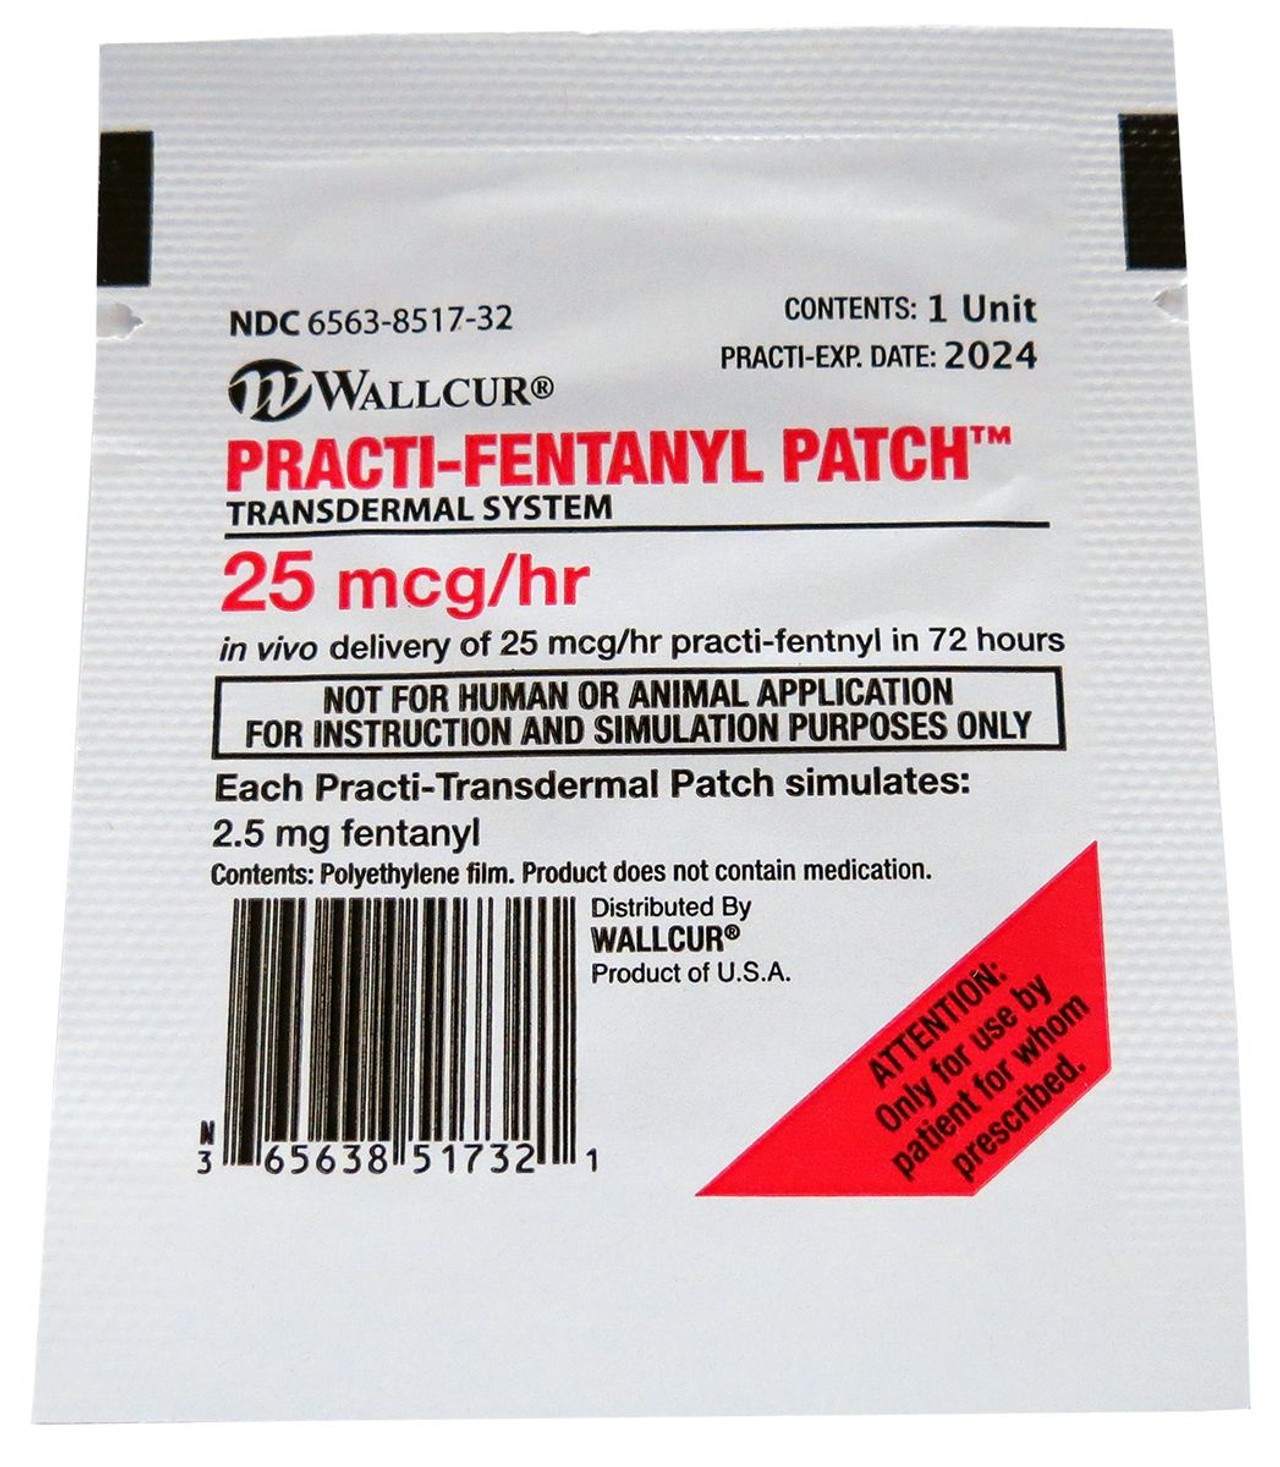 NDC 6563-8517-32
CONTENTS: 1 Unit
PRACTI-EXP. DATE: 2024
W WALLCUR®
PRACTI-FENTANYL PATCH™
TRANSDERMAL SYSTEM
25 mcg/hr
in vivo delivery of 25 mcg/hr practi-fentnyl in 72 hours
NOT FOR HUMAN OR ANIMAL APPLICATION
FOR INSTRUCTION AND SIMULATION PURPOSES ONLY
Each Practi-Transdermal Patch simulates:
2.5 mg fentanyl
Contents: Polyethylene film. Product does not contain medication.
Distributed By
WALLCUR®
Product of U.S.A.
ATTENTION:
Only for use by
patient for whom
prescribed.
N
3 65638 51732 1